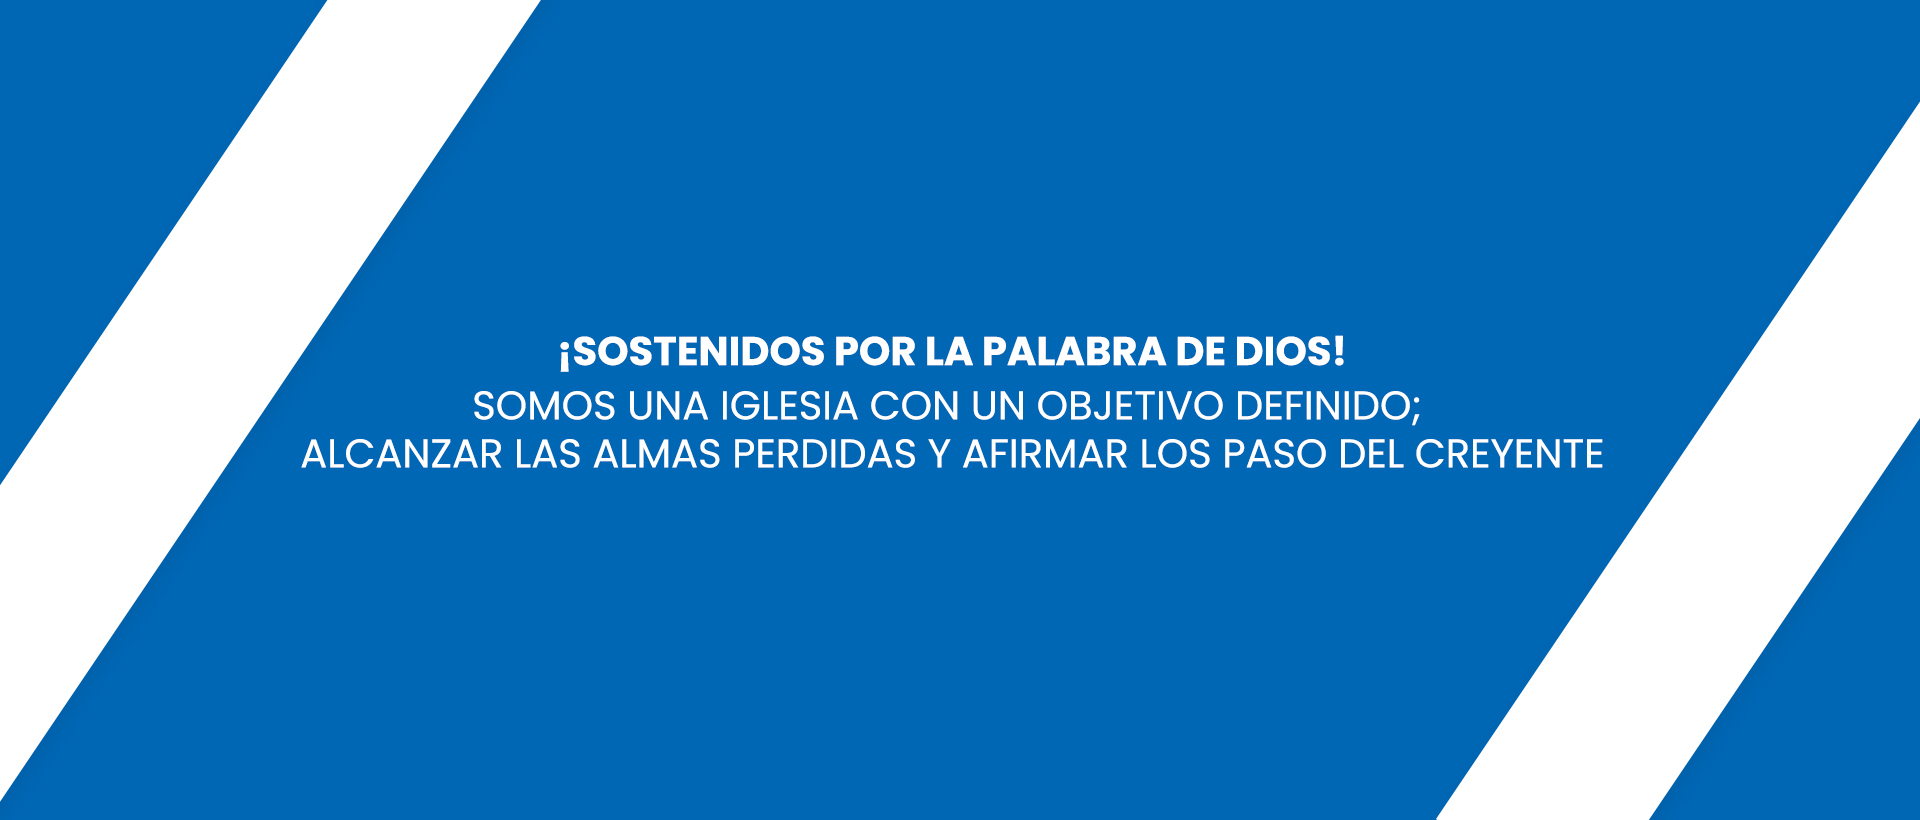 ¡SOSTENIDOS POR LA PALABRA DE DIOS!
SOMOS UNA IGLESIA CON UN OBJETIVO DEFINIDO;
ALCANZAR LAS ALMAS PERDIDAS Y AFIRMAR LOS PASO DEL CREYENTE